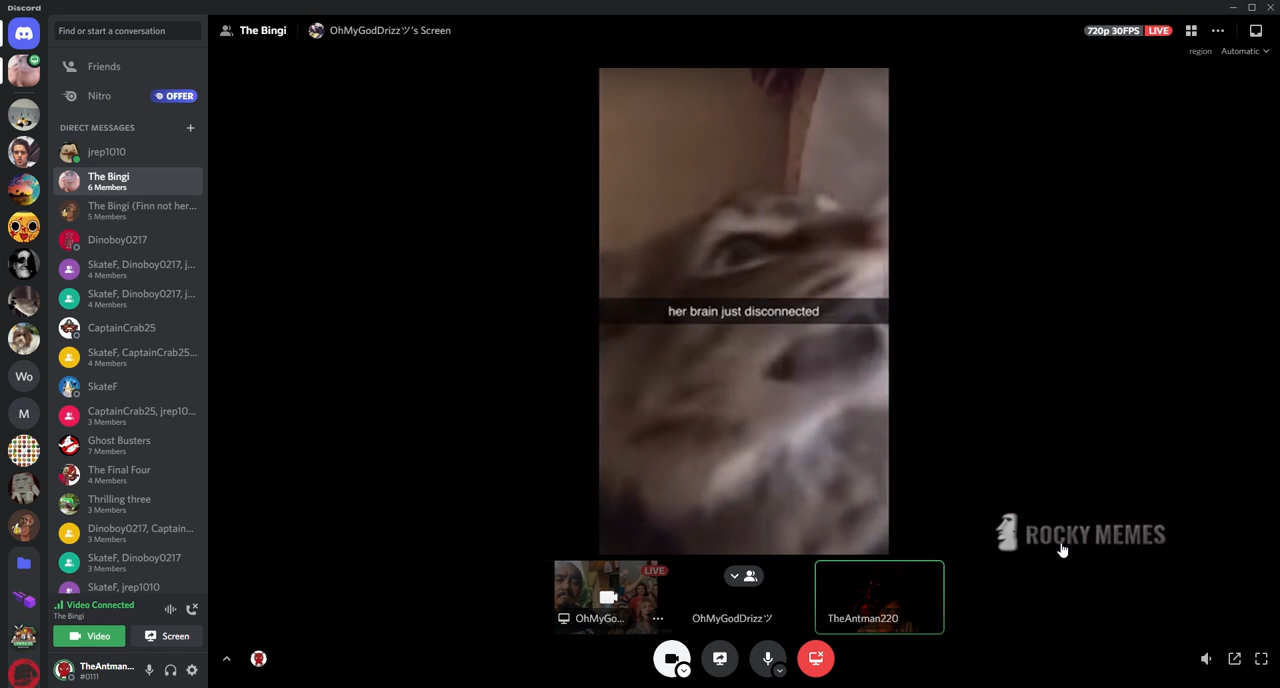 Discord
Find or start a conversation
The Bingi
OhMyGodDrizzツ's Screen
720p 30FPS LIVE
region Automatic
Friends
Nitro
OFFER
DIRECT MESSAGES
jrep1010
The Bingi
6 Members
The Bingi (Finn not her...
5 Members
Dinoboy0217
SkateF, Dinoboy0217, j...
4 Members
SkateF, Dinoboy0217, j...
4 Members
CaptainCrab25
SkateF, CaptainCrab25...
4 Members
SkateF
CaptainCrab25, jrep10...
3 Members
Ghost Busters
7 Members
The Final Four
4 Members
Thrilling three
3 Members
Dinoboy0217, Captain...
3 Members
SkateF, Dinoboy0217
3 Members
SkateF, jrep1010
Wo
M
Video Connected
The Bingi
Video
Screen
TheAntman...
#0111
her brain just disconnected
ROCKY MEMES
LIVE
OhMyGo...
OhMyGodDrizzツ
TheAntman220